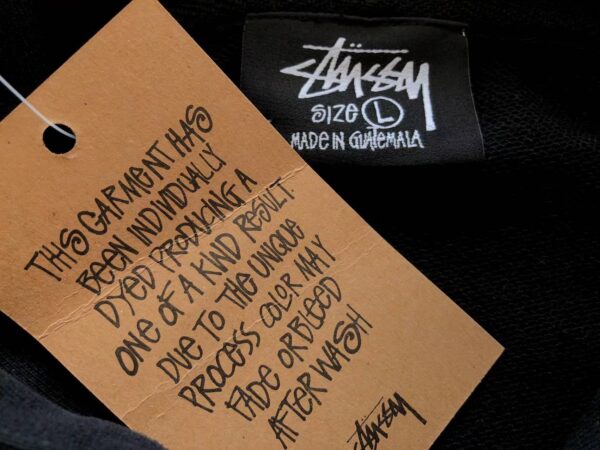 STÜSSY
SIZE L
MADE IN GUATEMALA
THIS GARMENT HAS
BEEN INDIVIDUALLY
DYED PRODUCING A
ONE OF A KIND RESULT.
DUE TO THE UNIQUE
PROCESS COLOR MAY
FADE OR BLEED
AFTER WASH
STÜSSY